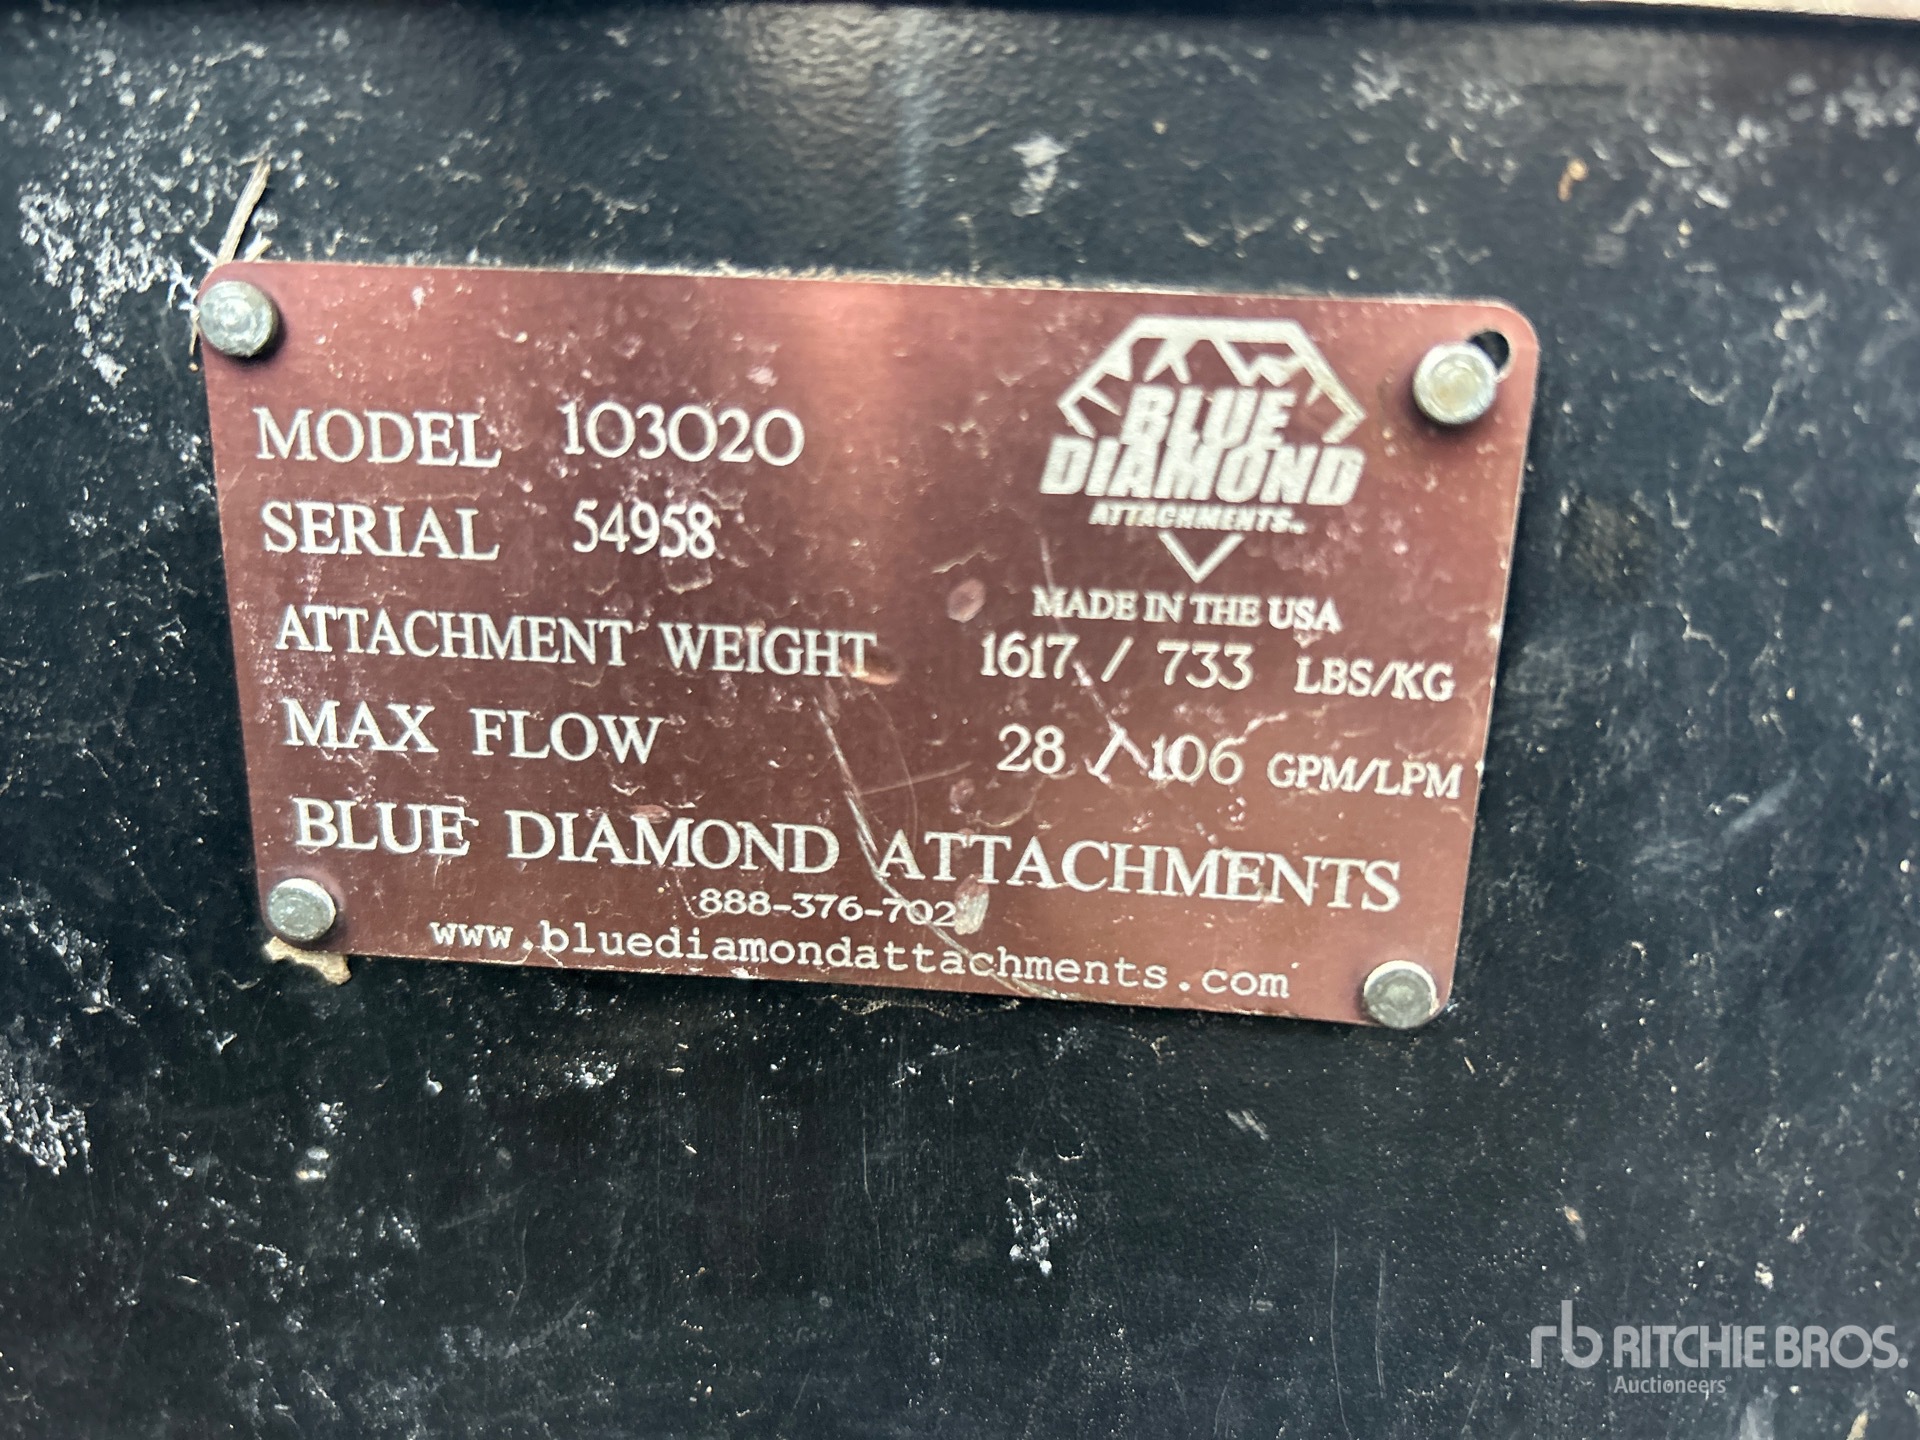 MODEL 103020
BLUE
DIAMOND
ATTACHMENTS
SERIAL 54958
MADE IN THE USA
ATTACHMENT WEIGHT 1617 / 733 LBS/KG
MAX FLOW 28 / 106 GPM/LPM
BLUE DIAMOND ATTACHMENTS
www.bluediamondattachments.com
rb RITCHIE BROS.
Auctioneers